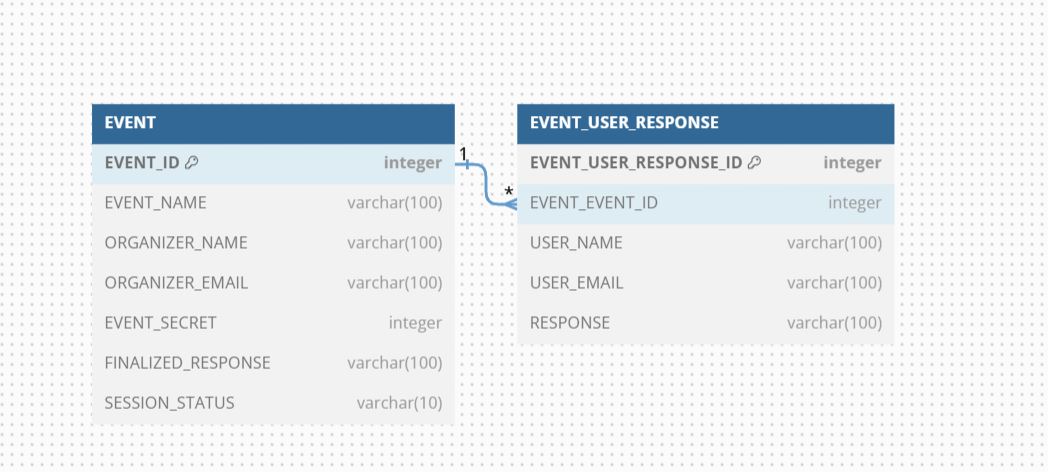 EVENT
EVENT_ID integer
EVENT_NAME varchar(100)
ORGANIZER_NAME varchar(100)
ORGANIZER_EMAIL varchar(100)
EVENT_SECRET integer
FINALIZED_RESPONSE varchar(100)
SESSION_STATUS varchar(10)
1
*
EVENT_USER_RESPONSE
EVENT_USER_RESPONSE_ID integer
EVENT_EVENT_ID integer
USER_NAME varchar(100)
USER_EMAIL varchar(100)
RESPONSE varchar(100)